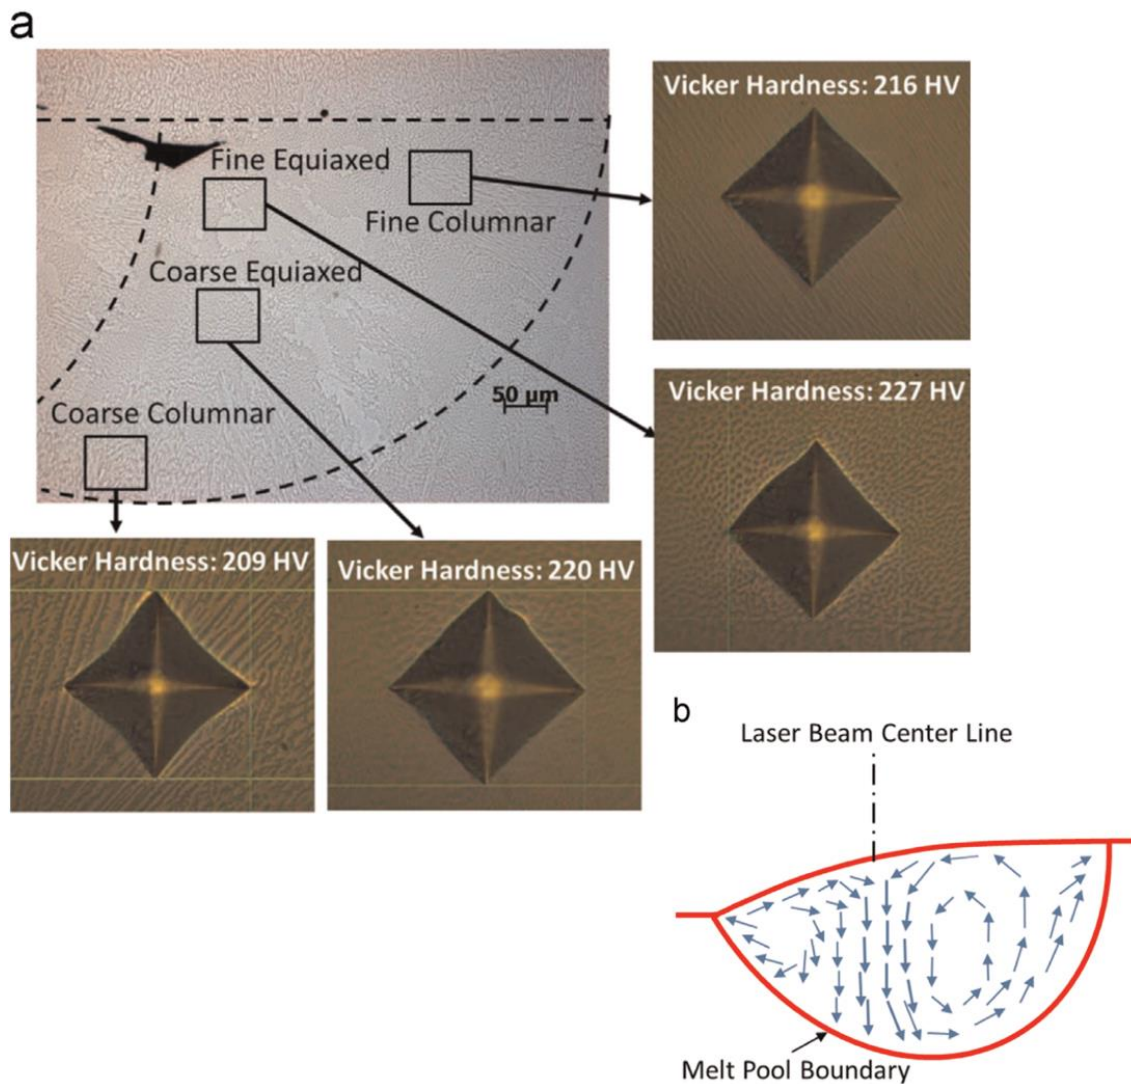 a
Vicker Hardness: 216 HV
Fine Equiaxed
Fine Columnar
Coarse Equiaxed
Vicker Hardness: 227 HV
50 μm
Coarse Columnar
Vicker Hardness: 209 HV
Vicker Hardness: 220 HV
b
Laser Beam Center Line
Melt Pool Boundary